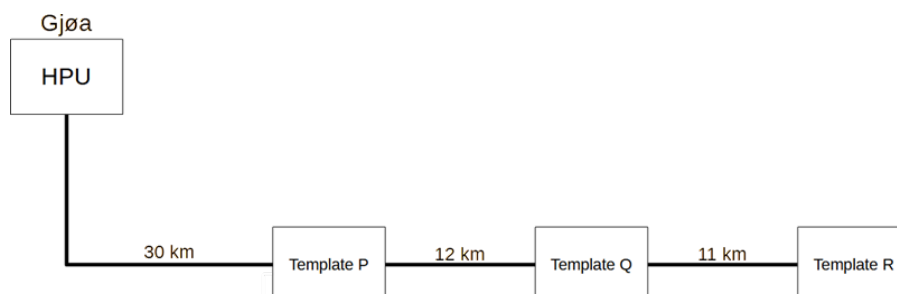 Gjøa
HPU
30 km
Template P
12 km
Template Q
11 km
Template R